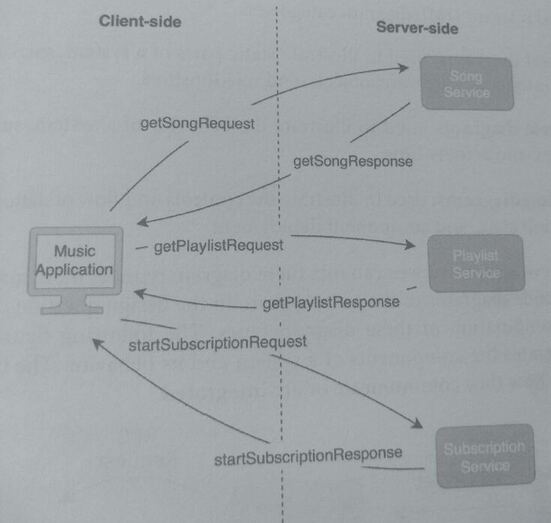 Client-side
Server-side
Song
Service
getSongRequest
getSongResponse
Music
Application
getPlaylistRequest
Playlist
Service
getPlaylistResponse
startSubscriptionRequest
startSubscriptionResponse
Subscription
Service